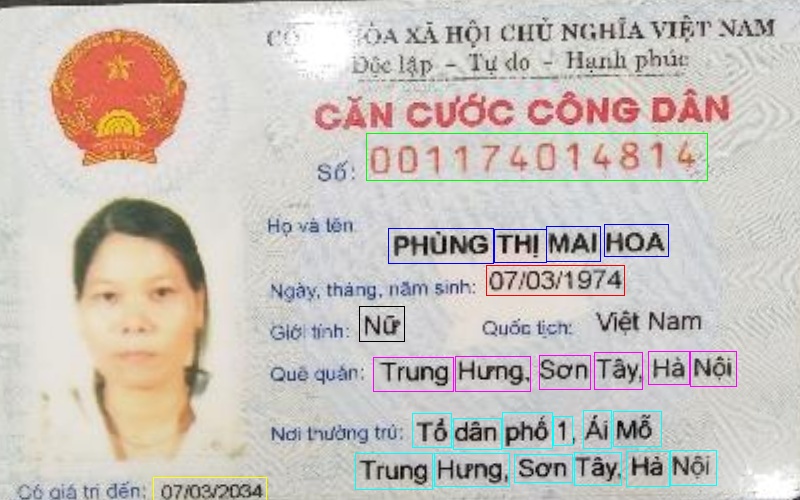 HÒA XÃ HỘI CHỦ NGHĨA VIỆT NAM
Độc lập - Tự do - Hạnh phúc
CĂN CƯỚC CÔNG DÂN
Số: 001174014814
Họ và tên:
PHÙNG THỊ MAI HOA
Ngày, tháng, năm sinh: 07/03/1974
Giới tính: Nữ Quốc tịch: Việt Nam
Quê quán: Trung Hưng, Sơn Tây, Hà Nội
Nơi thường trú: Tổ dân phố 1, Ái Mỗ
Trung Hưng, Sơn Tây, Hà Nội
Có giá trị đến: 07/03/2034